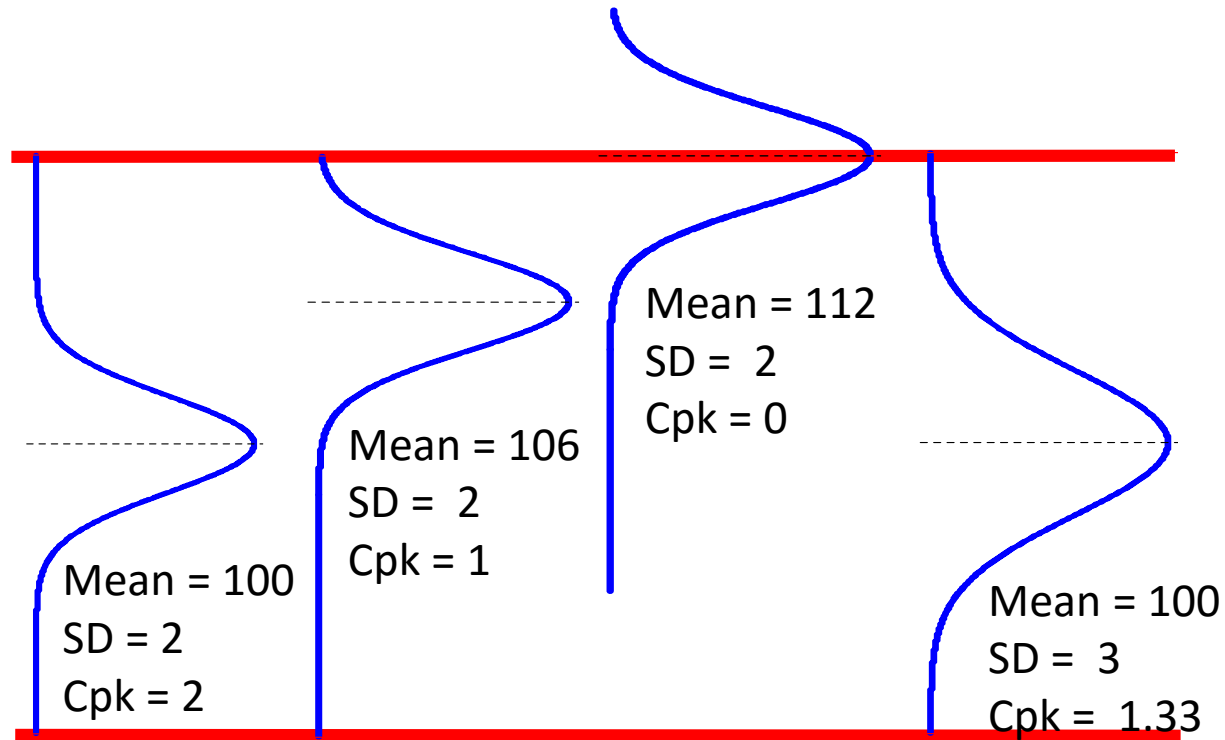 Mean = 100
SD = 2
Cpk = 2
Mean = 106
SD =  2
Cpk = 1
Mean = 112
SD =  2
Cpk = 0
Mean = 100
SD =  3
Cpk =  1.33